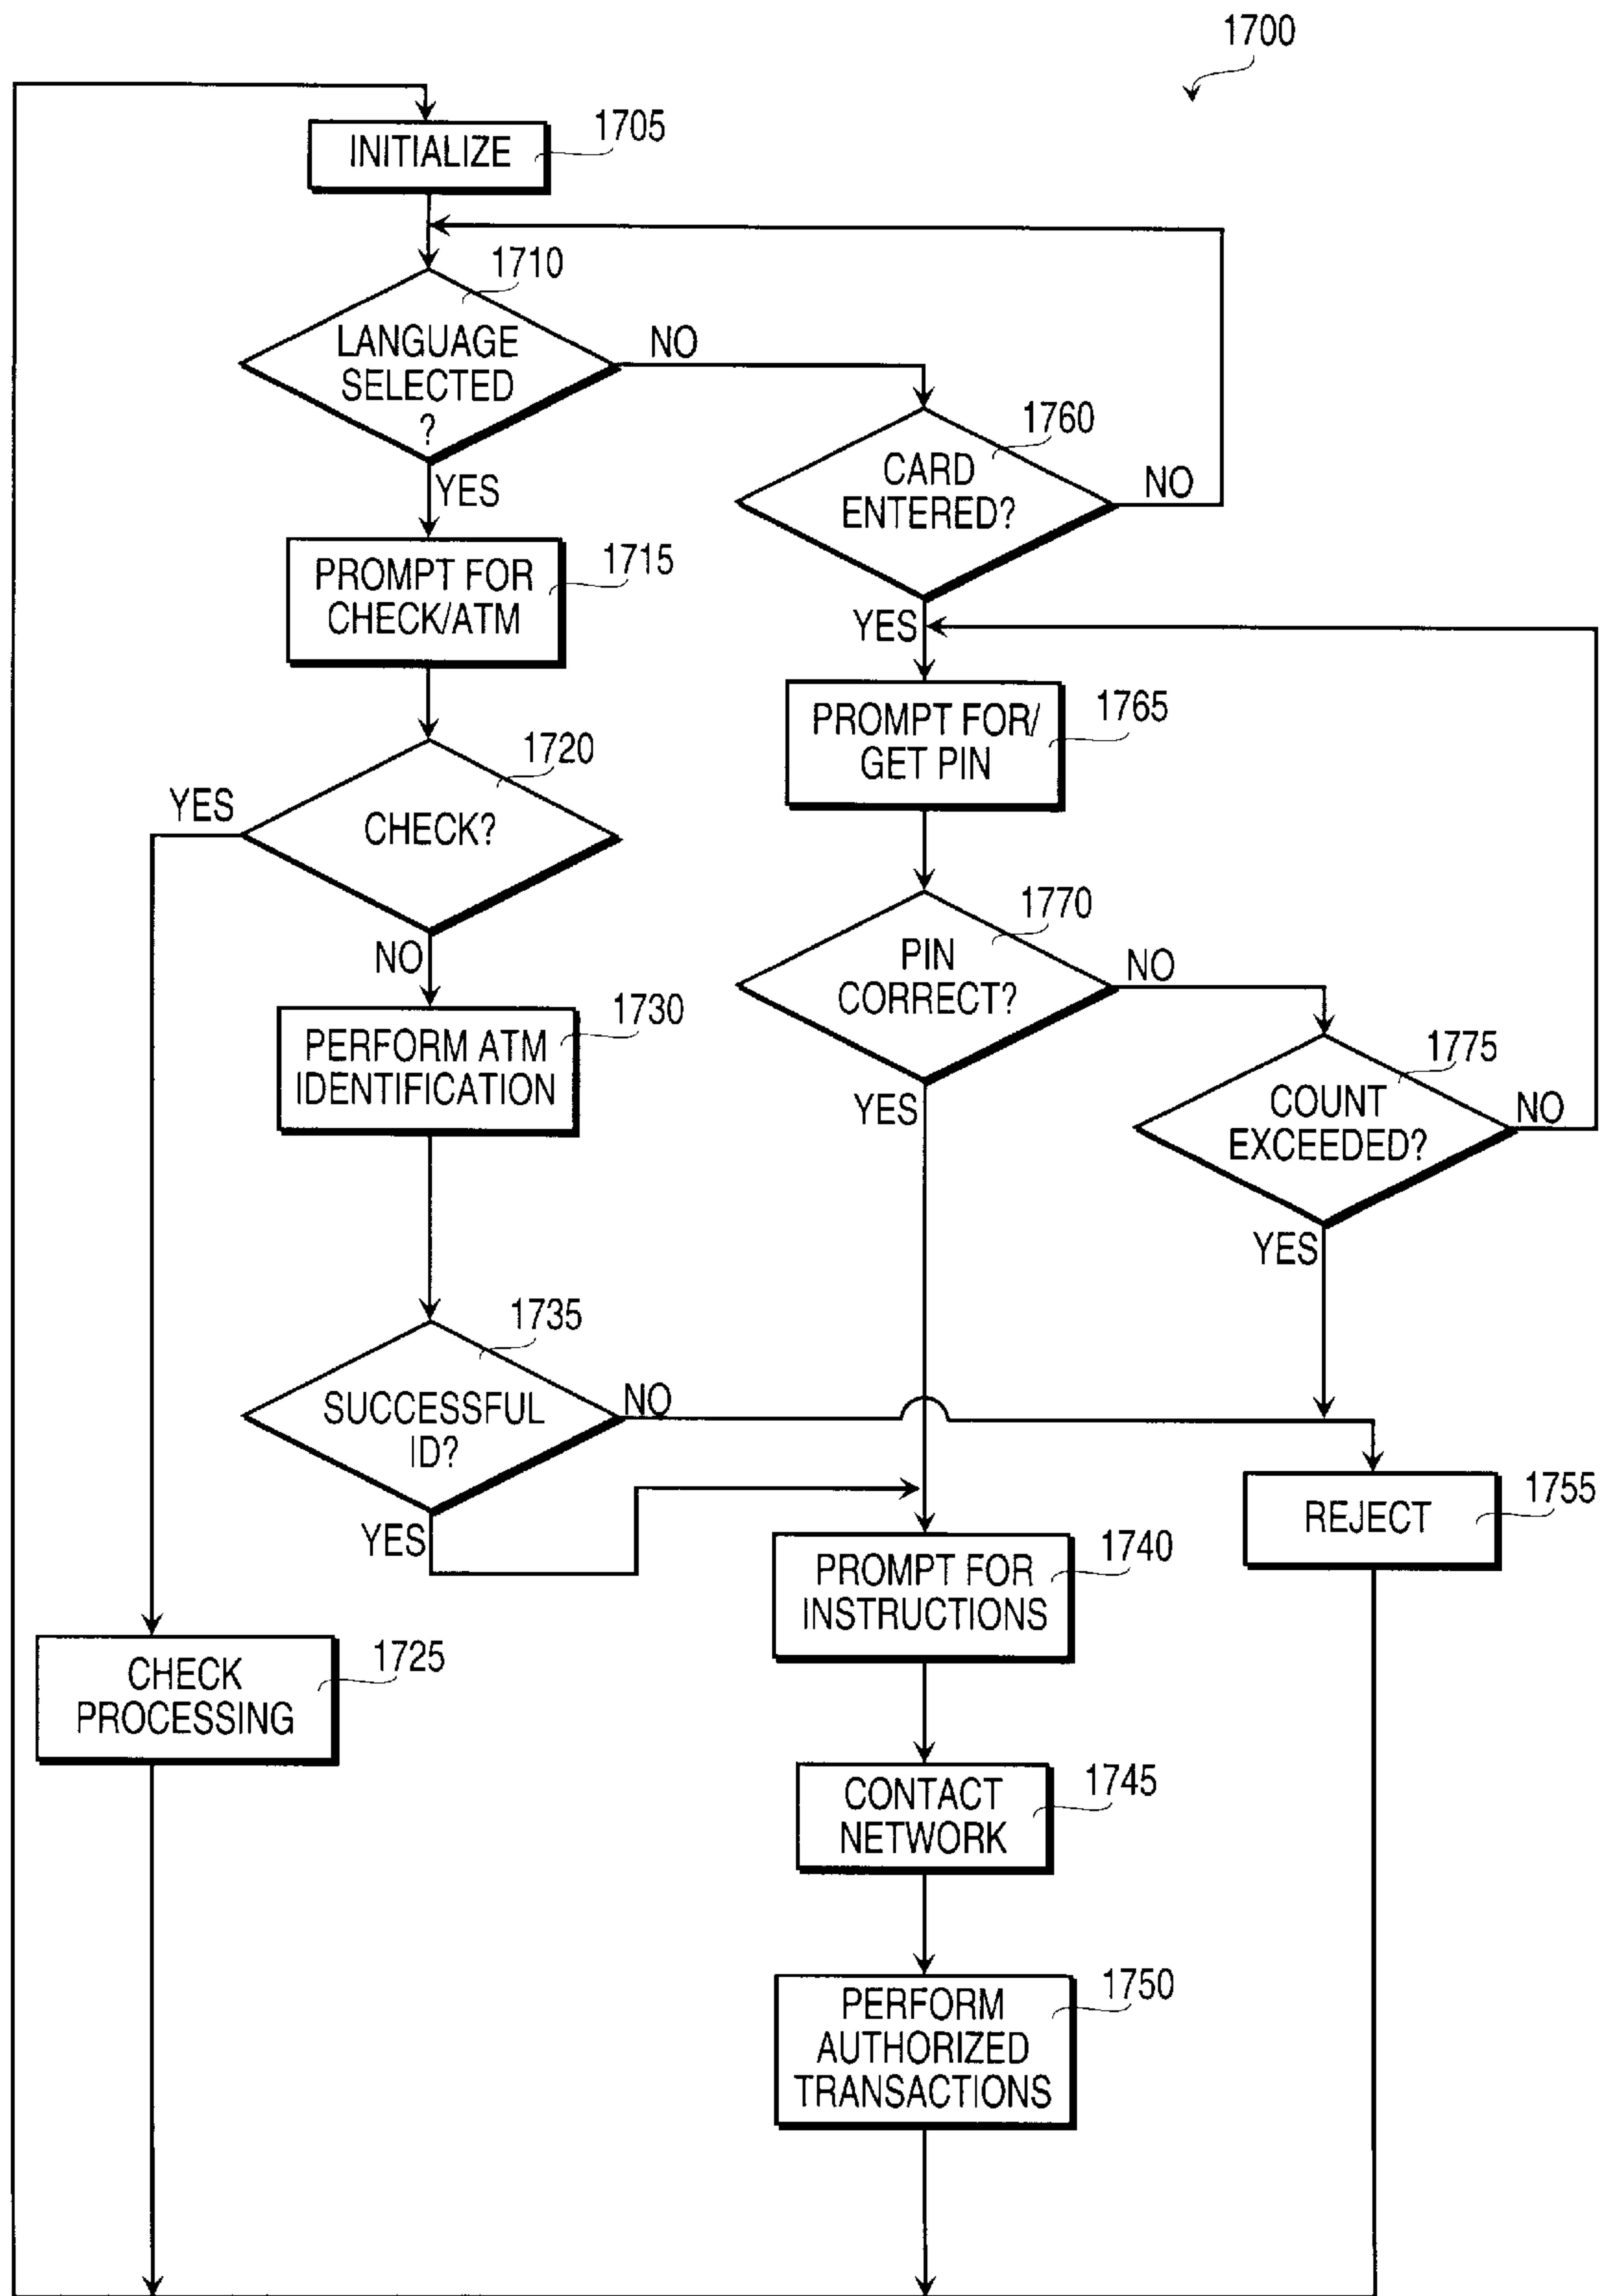 1700
INITIALIZE
1705
1710
LANGUAGE
SELECTED
?
NO
YES
1760
CARD
ENTERED?
NO
YES
PROMPT FOR
CHECK/ATM
1715
PROMPT FOR/
GET PIN
1765
1720
CHECK?
YES
NO
1770
PIN
CORRECT?
NO
YES
PERFORM ATM
IDENTIFICATION
1730
1775
COUNT
EXCEEDED?
NO
YES
1735
SUCCESSFUL
ID?
NO
YES
REJECT
1755
PROMPT FOR
INSTRUCTIONS
1740
CHECK
PROCESSING
1725
CONTACT
NETWORK
1745
PERFORM
AUTHORIZED
TRANSACTIONS
1750